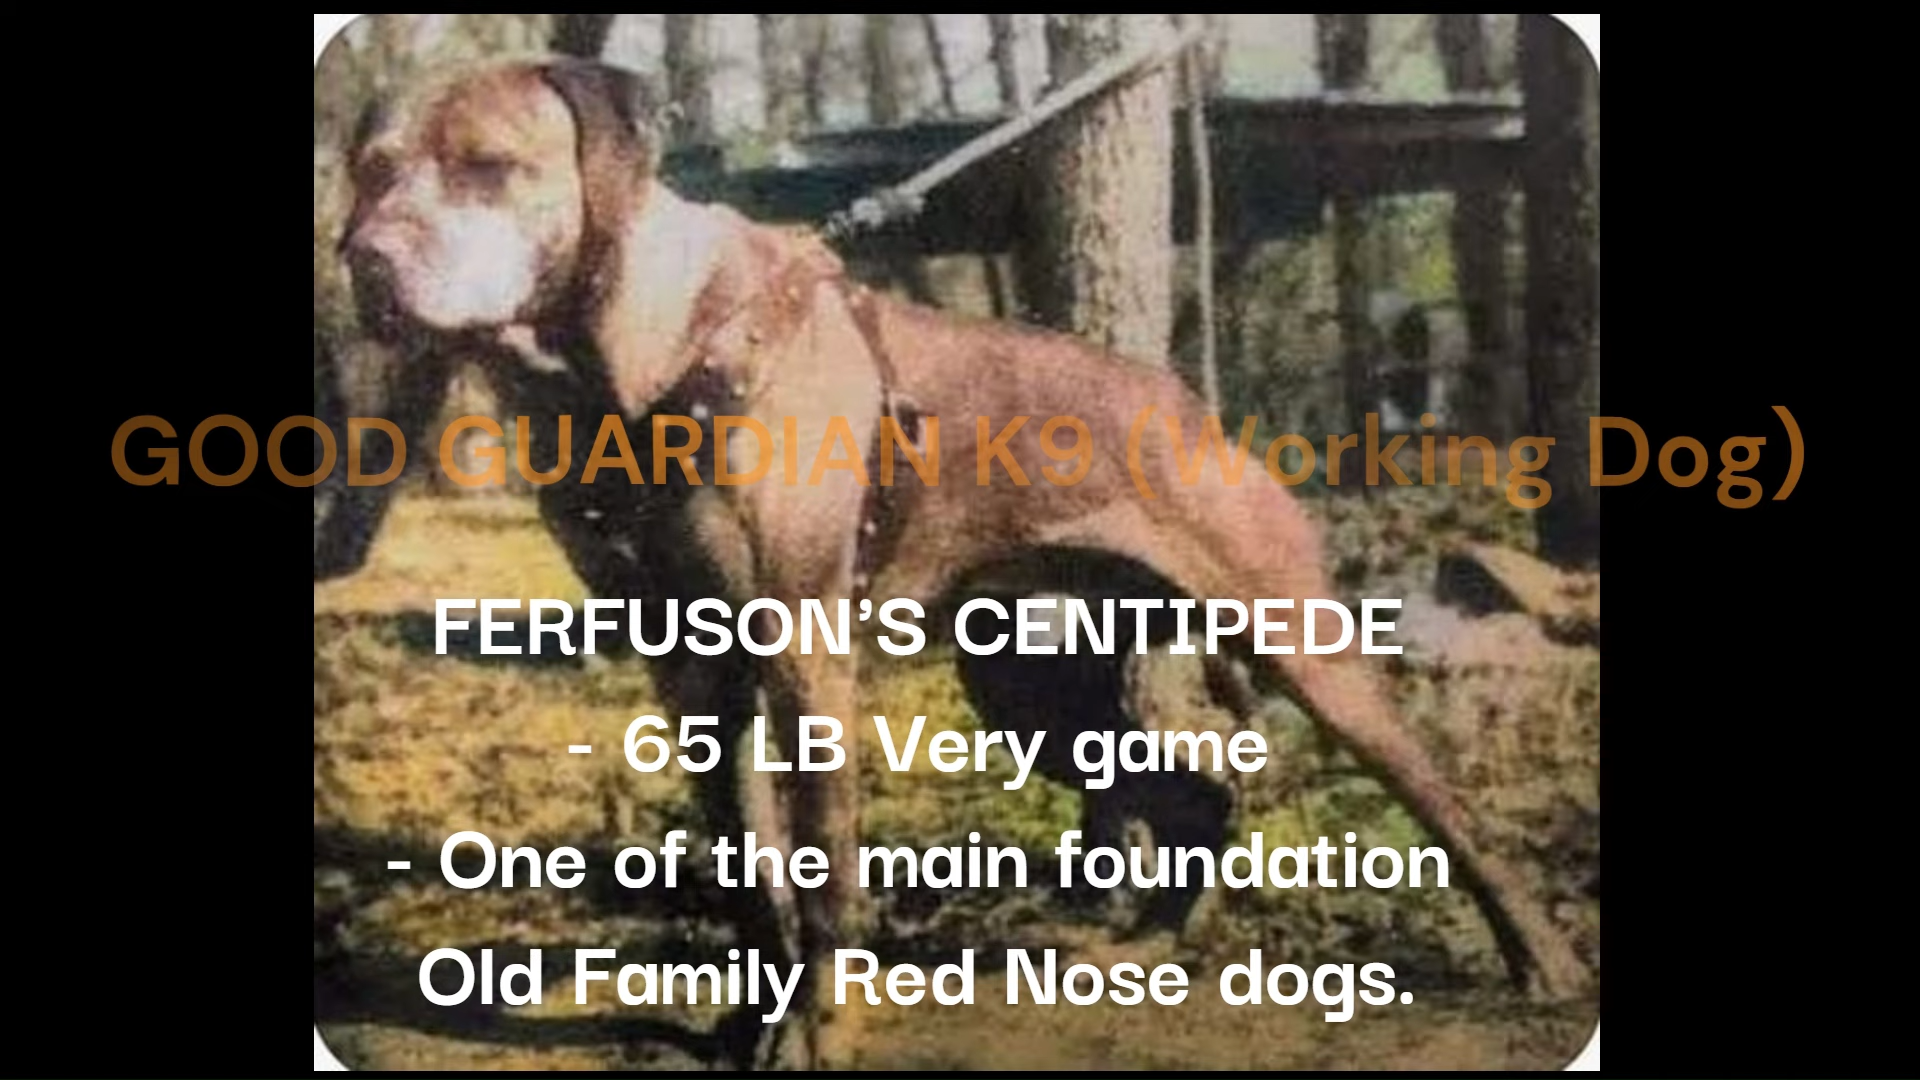 GOOD GUARDIAN K9 (Working Dog)
FERFUSON'S CENTIPEDE
- 65 LB Very game
- One of the main foundation
Old Family Red Nose dogs.